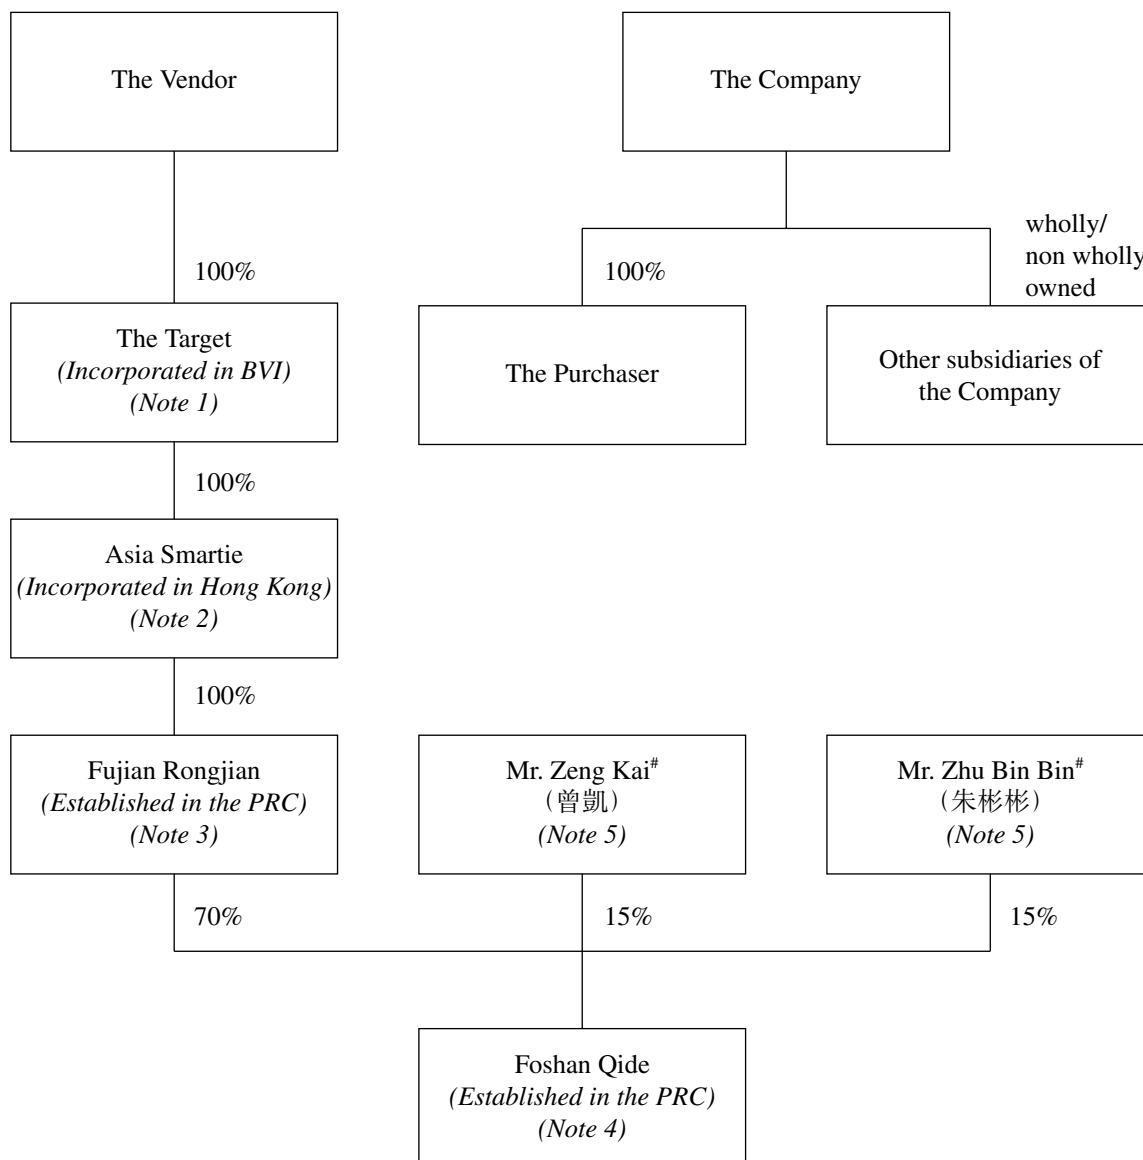 The Vendor
The Company
100%
100%
wholly/
non wholly
owned
The Target
(Incorporated in BVI)
(Note 1)
The Purchaser
Other subsidiaries of
the Company
100%
Asia Smartie
(Incorporated in Hong Kong)
(Note 2)
100%
Fujian Rongjian
(Established in the PRC)
(Note 3)
Mr. Zeng Kai#
(曾凱)
(Note 5)
Mr. Zhu Bin Bin#
(朱彬彬)
(Note 5)
70%
15%
15%
Foshan Qide
(Established in the PRC)
(Note 4)